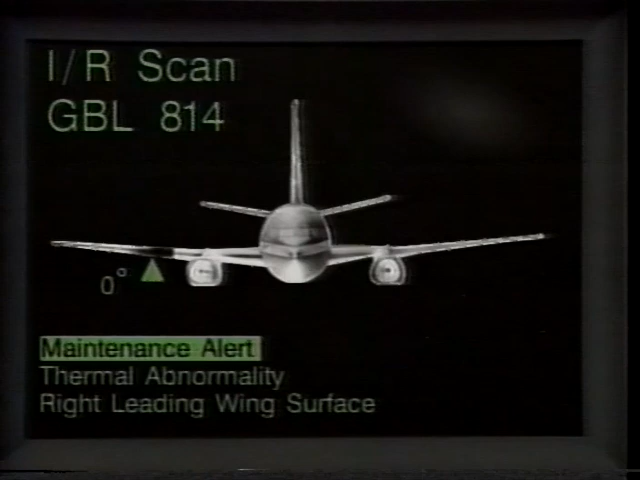 I/R Scan
GBL 814
0°
Maintenance Alert
Thermal Abnormality
Right Leading Wing Surface